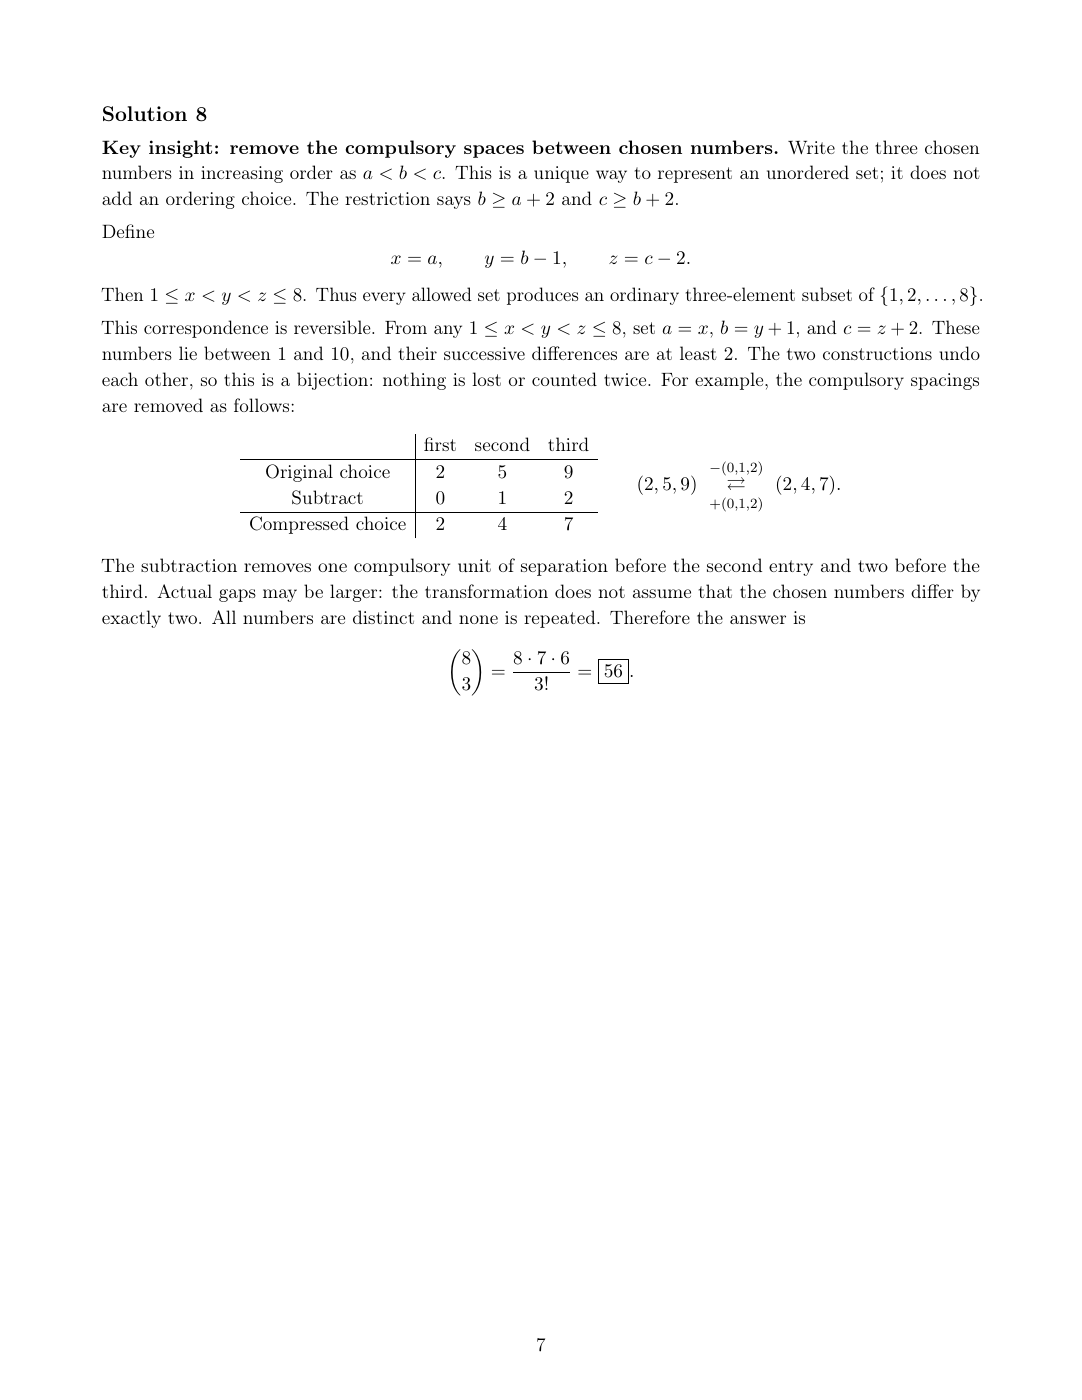 Solution 8
Key insight: remove the compulsory spaces between chosen numbers. Write the three chosen
numbers in increasing order as a < b < c. This is a unique way to represent an unordered set; it does not
add an ordering choice. The restriction says b ≥ a + 2 and c ≥ b + 2.
Define
x = a, y = b − 1, z = c − 2.
Then 1 ≤ x < y < z ≤ 8. Thus every allowed set produces an ordinary three-element subset of {1, 2, . . . , 8}.
This correspondence is reversible. From any 1 ≤ x < y < z ≤ 8, set a = x, b = y + 1, and c = z + 2. These
numbers lie between 1 and 10, and their successive differences are at least 2. The two constructions undo
each other, so this is a bijection: nothing is lost or counted twice. For example, the compulsory spacings
are removed as follows:
first second third
Original choice 2 5 9
Subtract 0 1 2
Compressed choice 2 4 7
−(0,1,2)
(2, 5, 9) ⇄ (2, 4, 7).
+(0,1,2)
The subtraction removes one compulsory unit of separation before the second entry and two before the
third. Actual gaps may be larger: the transformation does not assume that the chosen numbers differ by
exactly two. All numbers are distinct and none is repeated. Therefore the answer is
(8 3) = 8 · 7 · 6 / 3! = 56.
7